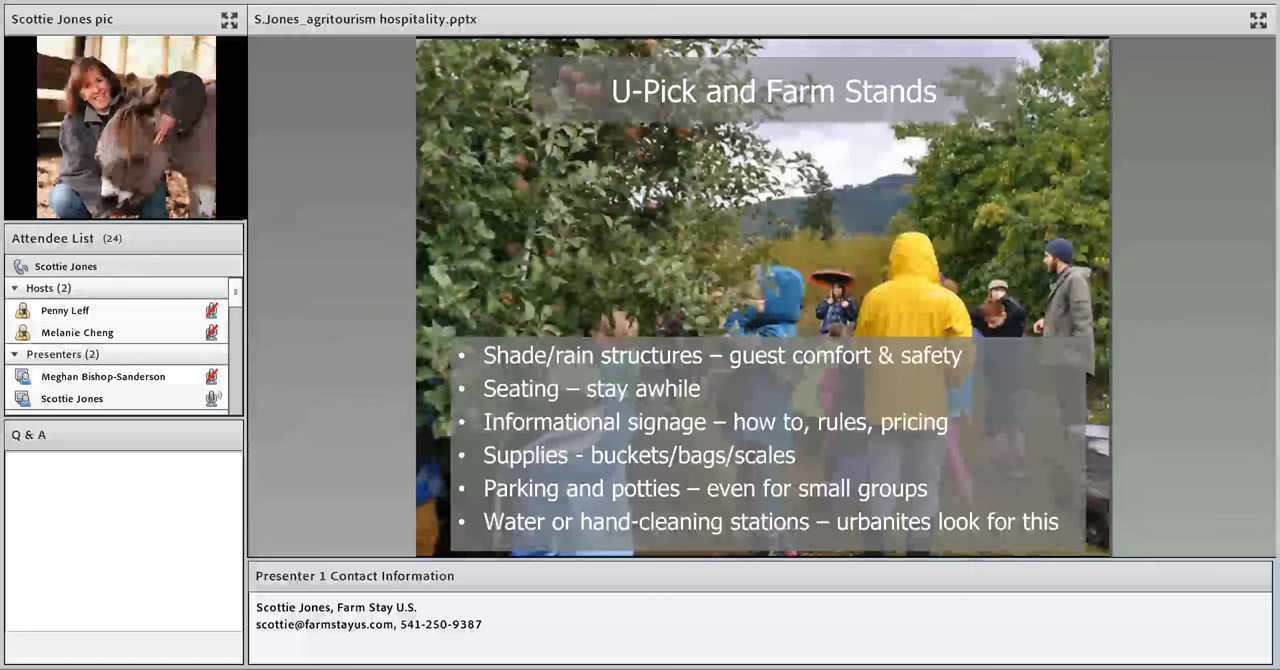 Scottie Jones pic
S.Jones_agritourism hospitality.pptx
U-Pick and Farm Stands
• Shade/rain structures – guest comfort & safety
• Seating – stay awhile
• Informational signage – how to, rules, pricing
• Supplies - buckets/bags/scales
• Parking and potties – even for small groups
• Water or hand-cleaning stations – urbanites look for this
Attendee List (24)
Scottie Jones
Hosts (2)
Penny Leff
Melanie Cheng
Presenters (2)
Meghan Bishop-Sanderson
Scottie Jones
Q & A
Presenter 1 Contact Information
Scottie Jones, Farm Stay U.S.
scottie@farmstayus.com, 541-250-9387